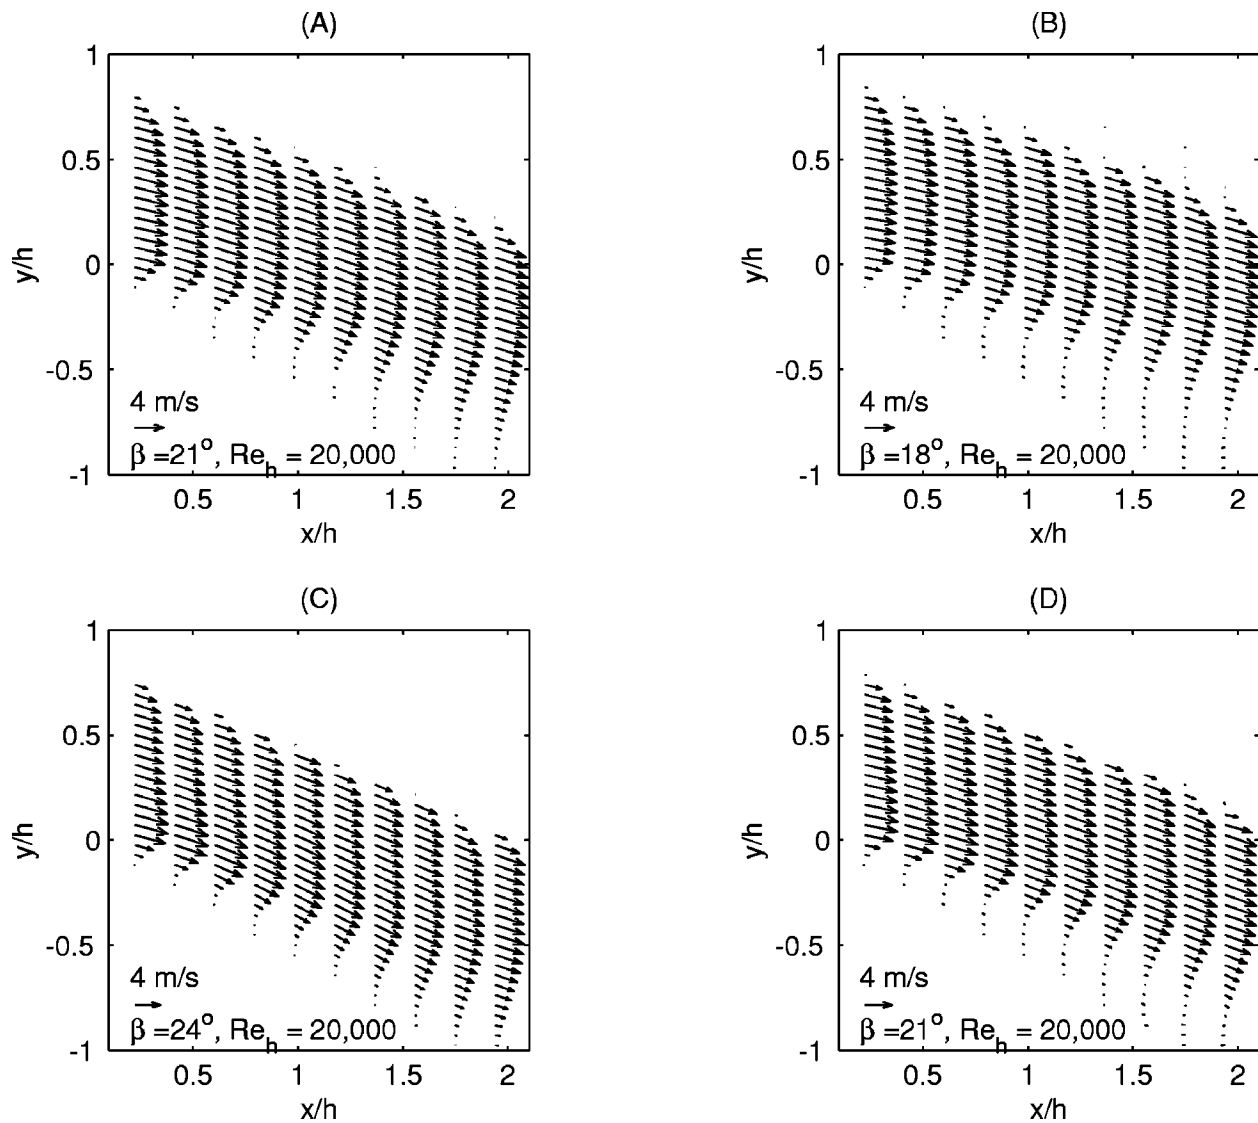 (A)
1
0.5
0
-0.5
-1
y/h
4 m/s
β =21°, Re_h = 20,000
0.5 1 1.5 2
x/h
(B)
1
0.5
0
-0.5
-1
y/h
4 m/s
β =18°, Re_h = 20,000
0.5 1 1.5 2
x/h
(C)
1
0.5
0
-0.5
-1
y/h
4 m/s
β =24°, Re_h = 20,000
0.5 1 1.5 2
x/h
(D)
1
0.5
0
-0.5
-1
y/h
4 m/s
β =21°, Re_h = 20,000
0.5 1 1.5 2
x/h